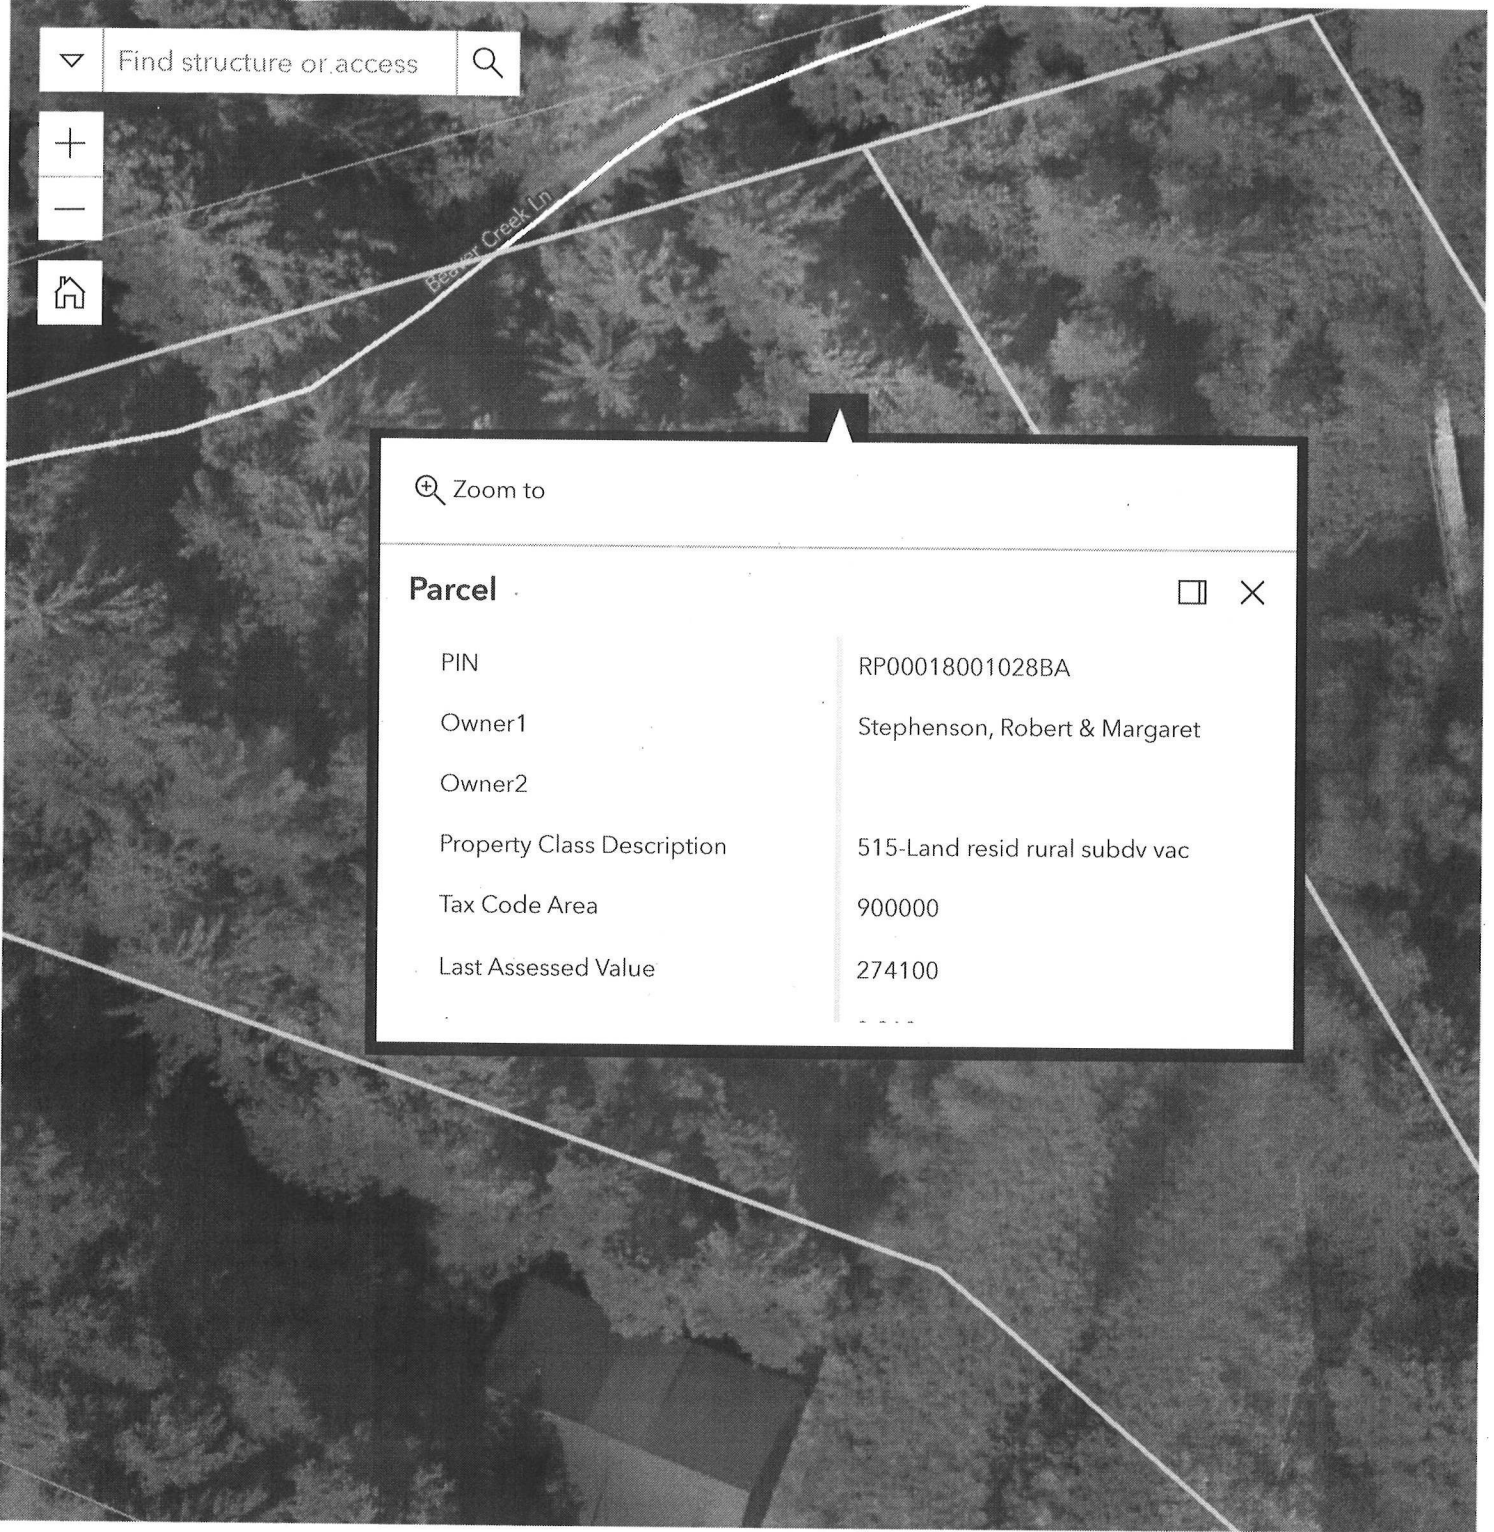 Find structure or access
Beaver Creek Ln
Zoom to
Parcel
PIN RP00018001028BA
Owner1 Stephenson, Robert & Margaret
Owner2
Property Class Description 515-Land resid rural subdv vac
Tax Code Area 900000
Last Assessed Value 274100